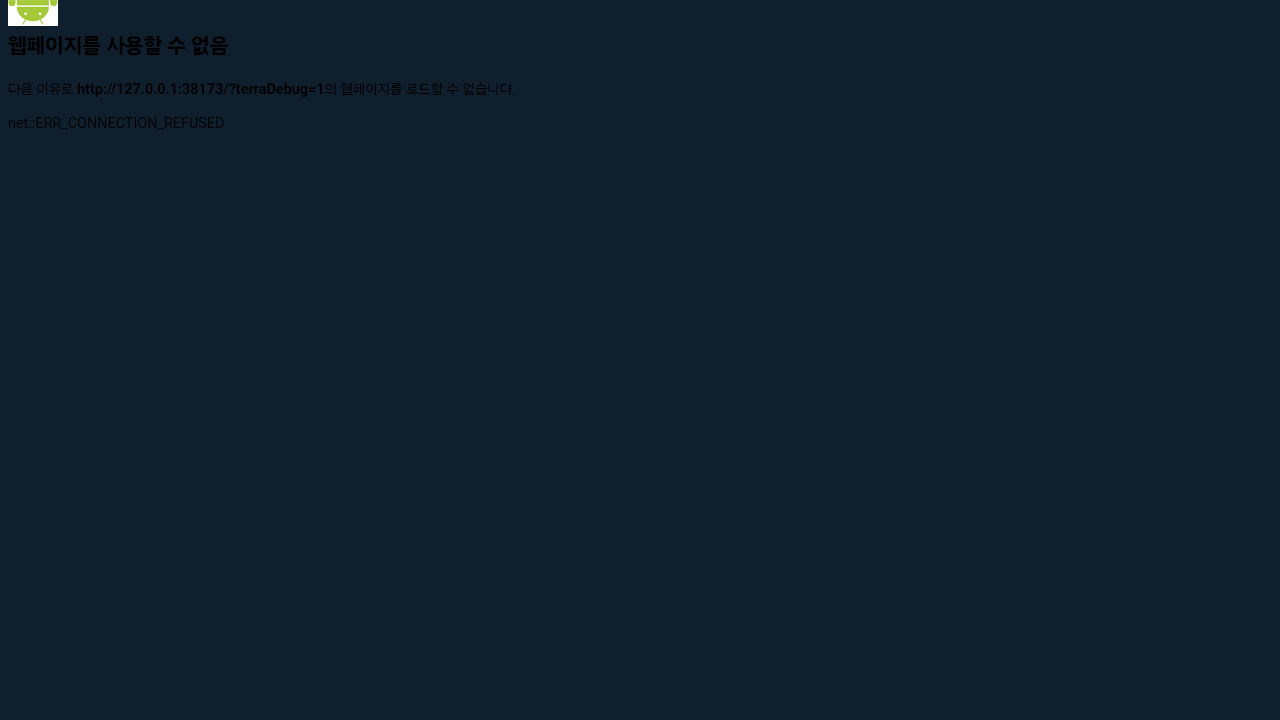 웹페이지를 사용할 수 없음
다음 이유로 http://127.0.0.1:38173/?terraDebug=1의 웹페이지를 로드할 수 없습니다.
net::ERR_CONNECTION_REFUSED